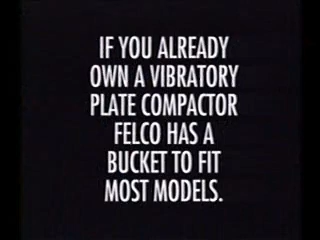 IF YOU ALREADY
OWN A VIBRATORY
PLATE COMPACTOR
FELCO HAS A
BUCKET TO FIT
MOST MODELS.